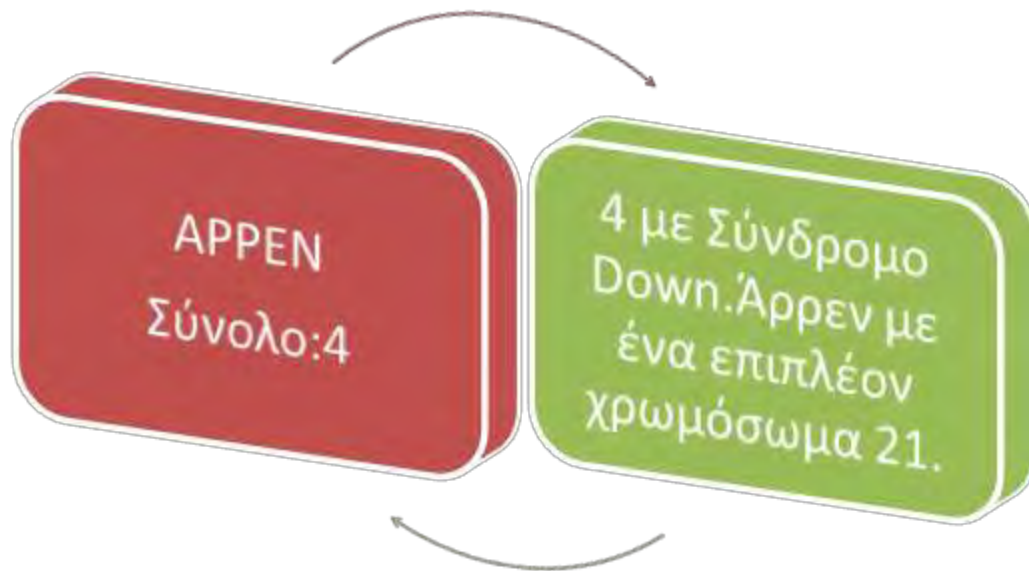 ΑΡΡΕΝ
Σύνολο:4
4 με Σύνδρομο
Down.Άρρεν με
ένα επιπλέον
χρωμόσωμα 21.